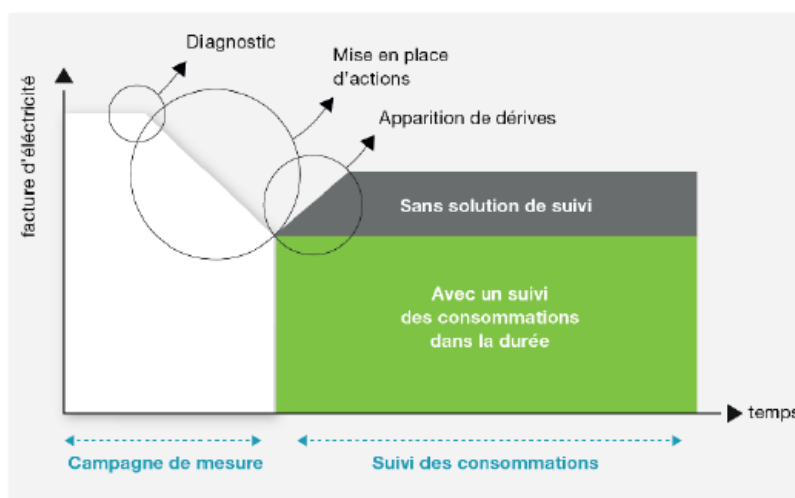 Diagnostic
Mise en place
d'actions
Apparition de dérives
facture d'éléctricité
Sans solution de suivi
Avec un suivi
des consommations
dans la durée
temps
Campagne de mesure
Suivi des consommations